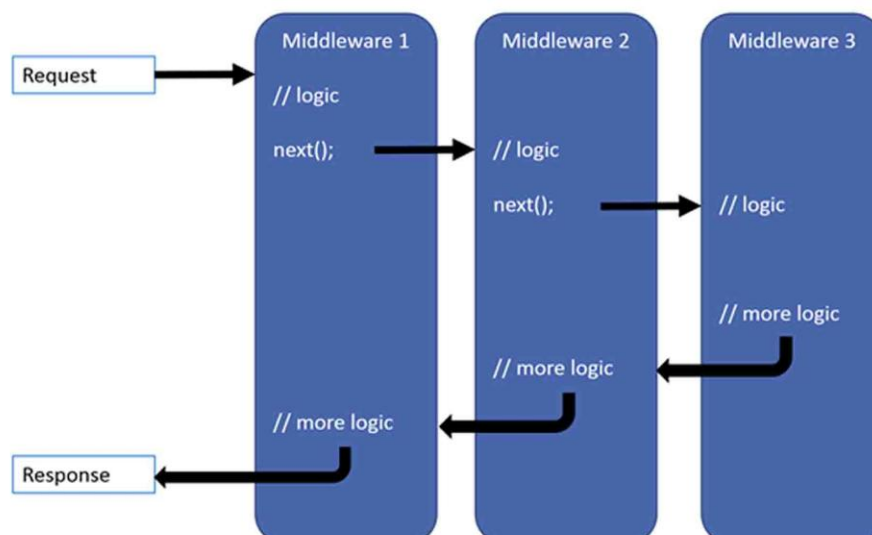 Request
Middleware 1
// logic
next();
// more logic
Middleware 2
// logic
next();
// more logic
Middleware 3
// logic
// more logic
Response